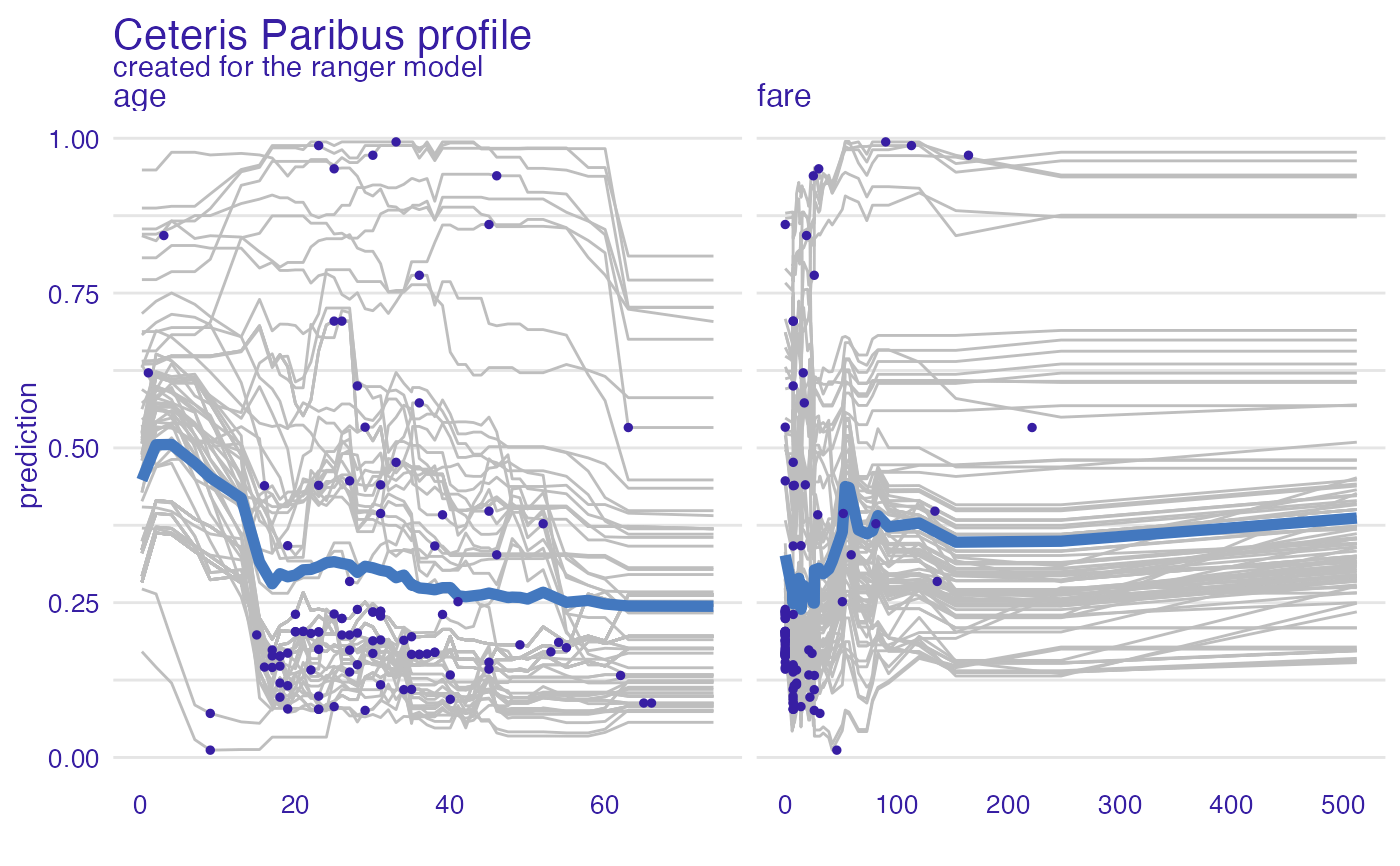 Ceteris Paribus profile
created for the ranger model
age fare
prediction
1.00
0.75
0.50
0.25
0.00
0 20 40 60
0 100 200 300 400 500